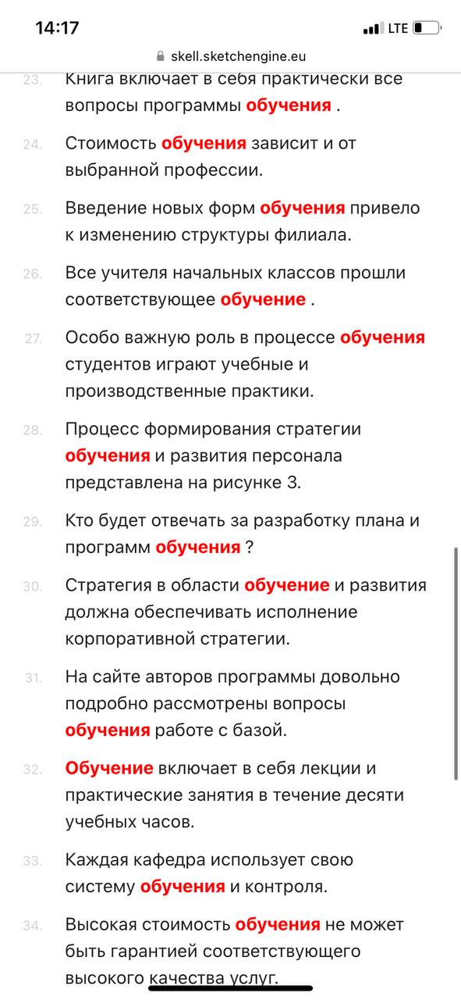 14:17
LTE
skell.sketchengine.eu
23. Книга включает в себя практически все
вопросы программы обучения .
24. Стоимость обучения зависит и от
выбранной профессии.
25. Введение новых форм обучения привело
к изменению структуры филиала.
26. Все учителя начальных классов прошли
соответствующее обучение .
27. Особо важную роль в процессе обучения
студентов играют учебные и
производственные практики.
28. Процесс формирования стратегии
обучения и развития персонала
представлена на рисунке 3.
29. Кто будет отвечать за разработку плана и
программ обучения ?
30. Стратегия в области обучение и развития
должна обеспечивать исполнение
корпоративной стратегии.
31. На сайте авторов программы довольно
подробно рассмотрены вопросы
обучения работе с базой.
32. Обучение включает в себя лекции и
практические занятия в течение десяти
учебных часов.
33. Каждая кафедра использует свою
систему обучения и контроля.
34. Высокая стоимость обучения не может
быть гарантией соответствующего
высокого качества услуг.